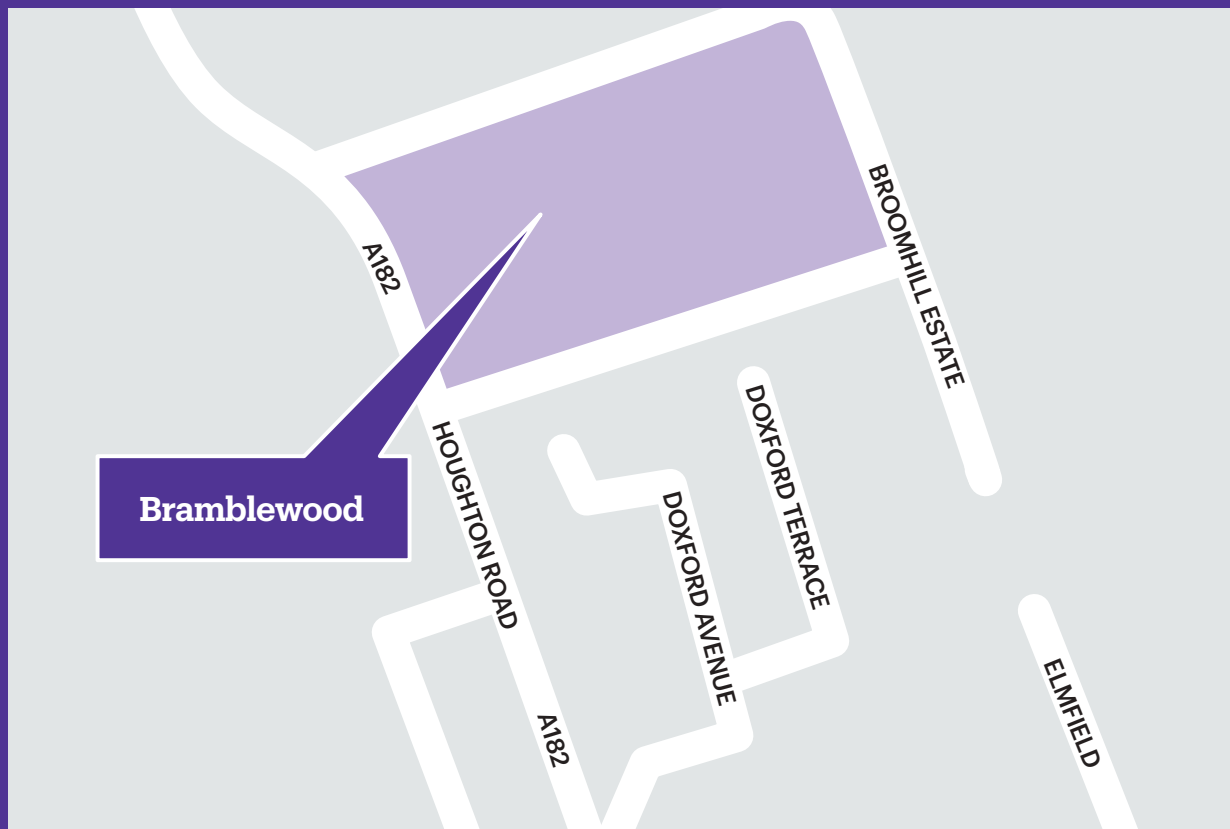 BROOMHILL ESTATE
A182
DOXFORD TERRACE
HOUGHTON ROAD
Bramblewood
DOXFORD AVENUE
ELMFIELD
A182